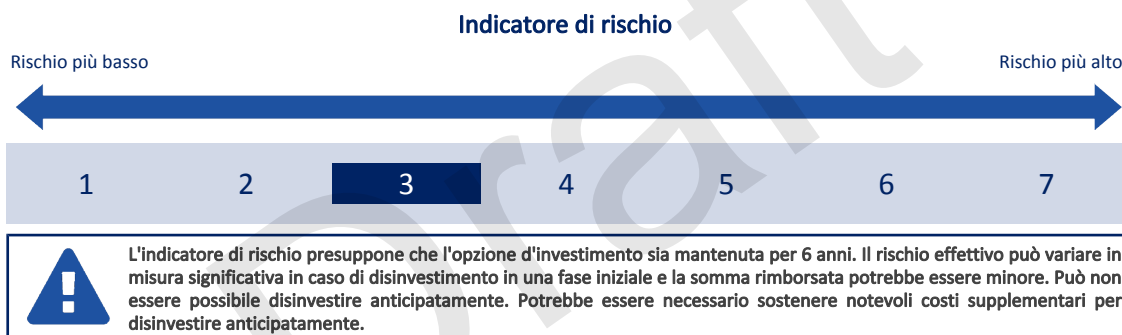 Indicatore di rischio
Rischio più basso
Rischio più alto
1 2 3 4 5 6 7
L'indicatore di rischio presuppone che l'opzione d'investimento sia mantenuta per 6 anni. Il rischio effettivo può variare in
misura significativa in caso di disinvestimento in una fase iniziale e la somma rimborsata potrebbe essere minore. Può non
essere possibile disinvestire anticipatamente. Potrebbe essere necessario sostenere notevoli costi supplementari per
disinvestire anticipatamente.
Draft